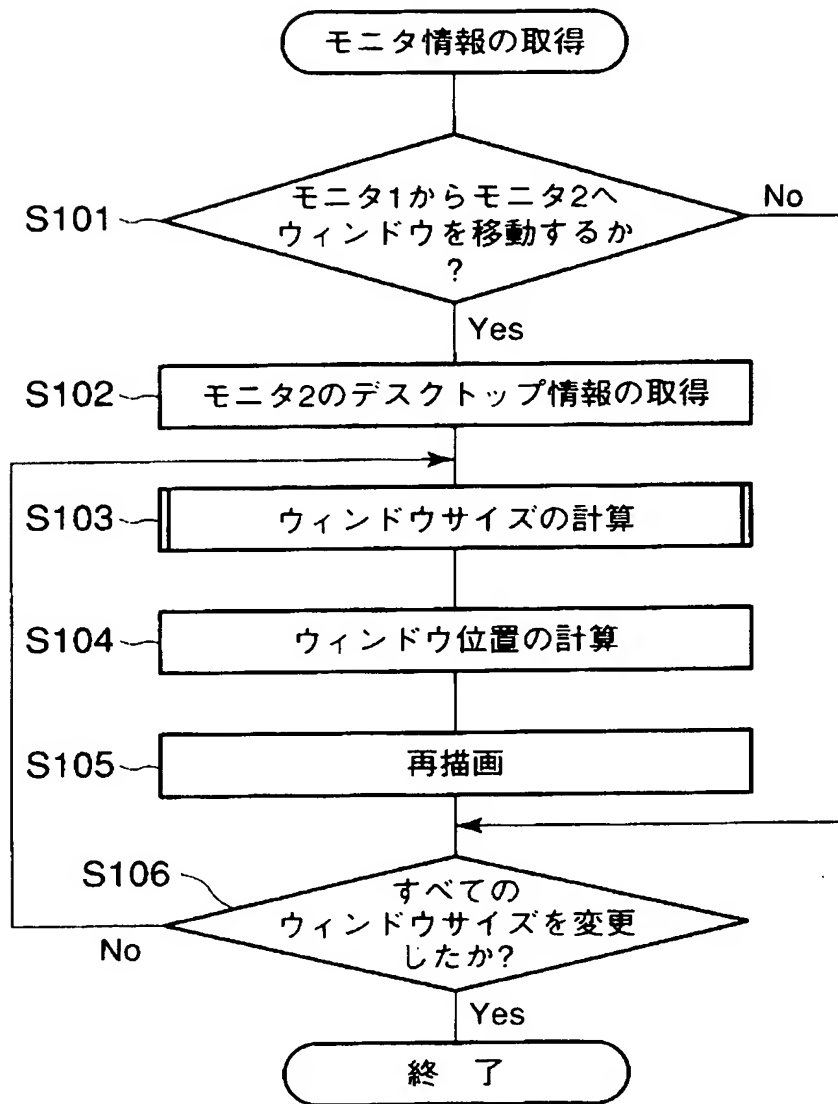 モニタ情報の取得
S101
モニタ1からモニタ2へ
ウィンドウを移動するか
?
No
Yes
S102
モニタ2のデスクトップ情報の取得
S103
ウィンドウサイズの計算
S104
ウィンドウ位置の計算
S105
再描画
S106
すべての
ウィンドウサイズを変更
したか?
No
Yes
終 了